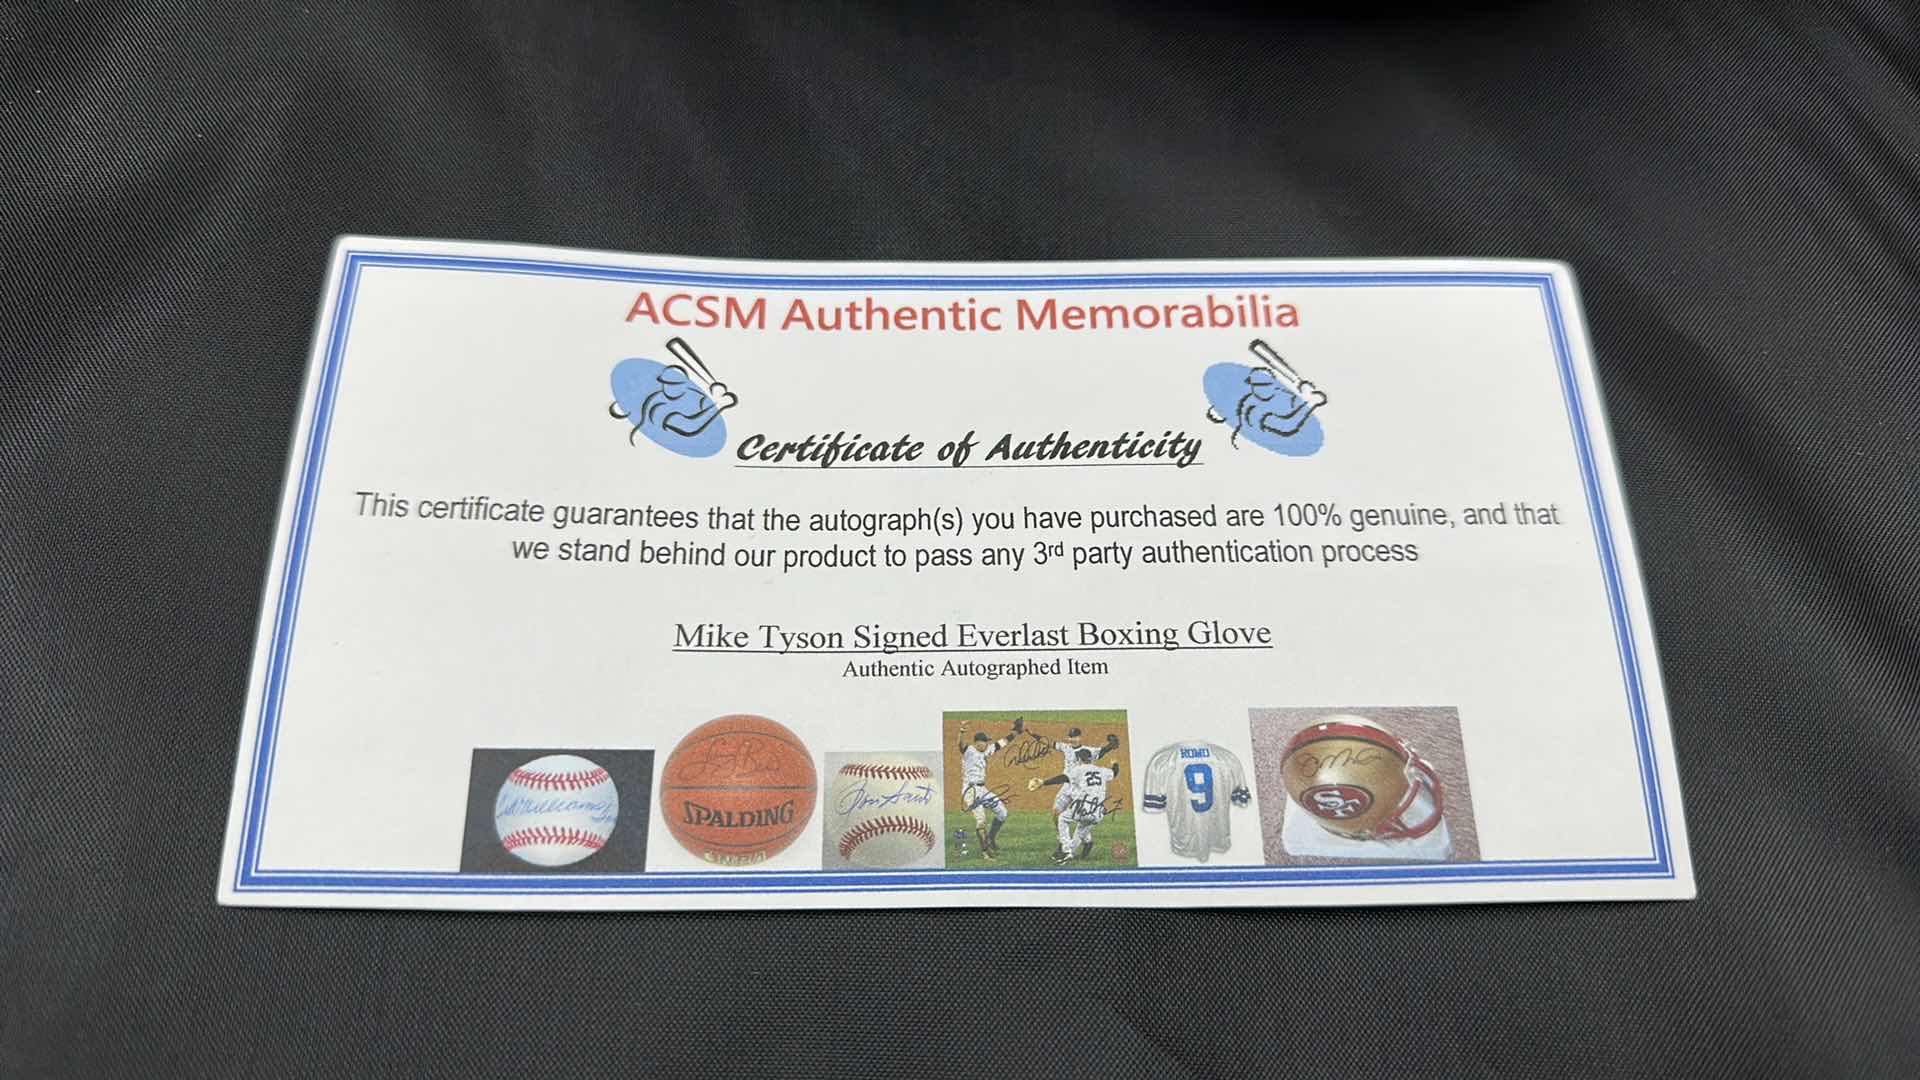 ACSM Authentic Memorabilia
Certificate of Authenticity
This certificate guarantees that the autograph(s) you have purchased are 100% genuine, and that
we stand behind our product to pass any 3rd party authentication process
Mike Tyson Signed Everlast Boxing Glove
Authentic Autographed Item
SPALDING
25
ROMO
9
SF